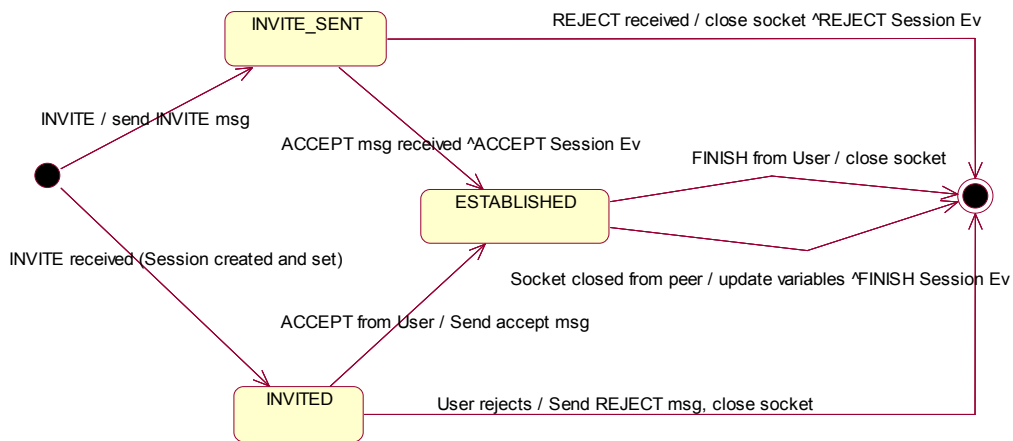 INVITE_SENT
REJECT received / close socket ^REJECT Session Ev
INVITE / send INVITE msg
ACCEPT msg received ^ACCEPT Session Ev
FINISH from User / close socket
ESTABLISHED
INVITE received (Session created and set)
Socket closed from peer / update variables ^FINISH Session Ev
ACCEPT from User / Send accept msg
INVITED
User rejects / Send REJECT msg, close socket